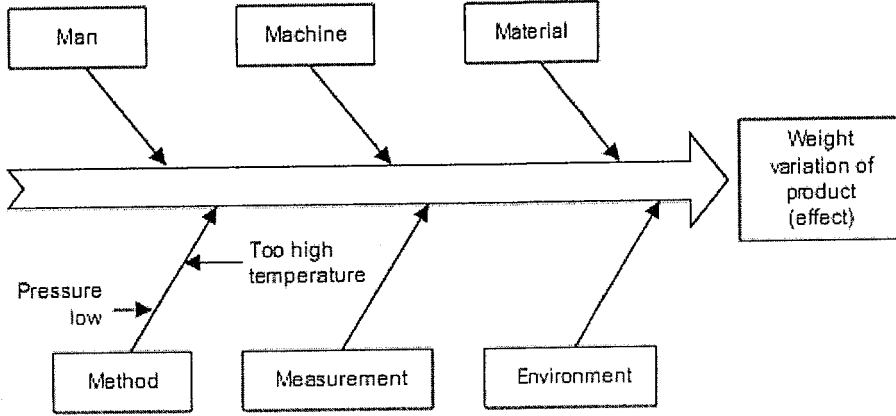 Man
Machine
Material
Weight
variation of
product
(effect)
Too high
temperature
Pressure
low
Method
Measurement
Environment